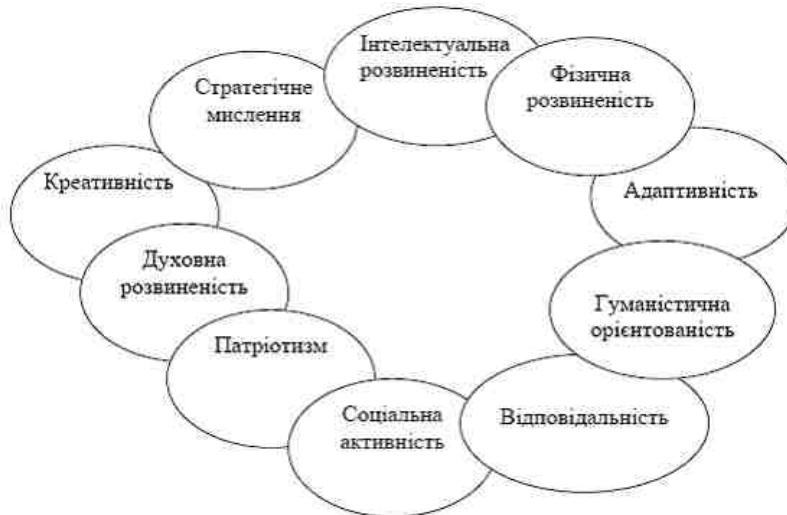 Інтелектуальна
розвиненість
Фізична
розвиненість
Стратегічне
мислення
Креативність
Адаптивність
Духовна
розвиненість
Гуманістична
орієнтованість
Патріотизм
Соціальна
активність
Відповідальність